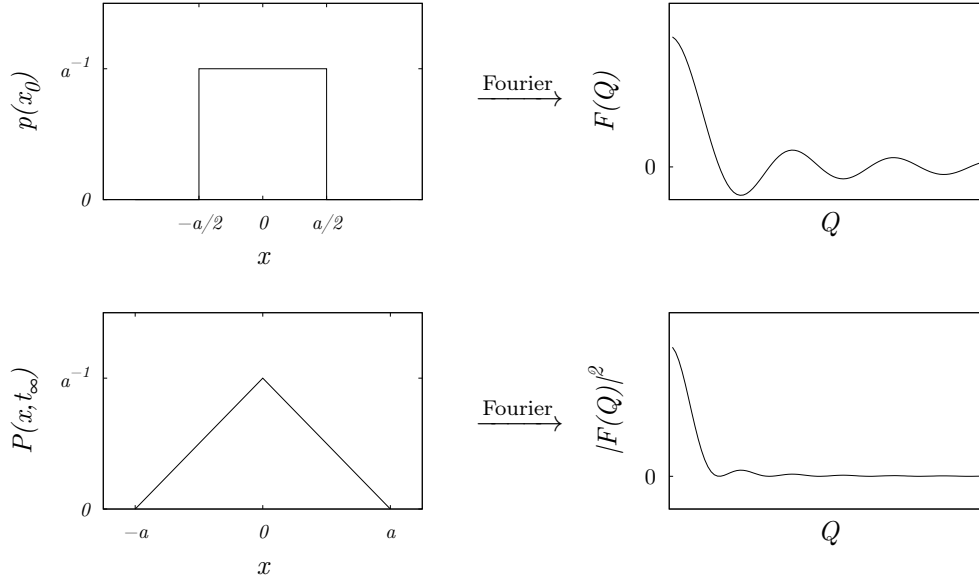 p(x₀)
a⁻¹
0
−a/2 0 a/2
x
Fourier
F(Q)
0
Q
P(x,t∞)
a⁻¹
0
−a 0 a
x
Fourier
|F(Q)|²
0
Q